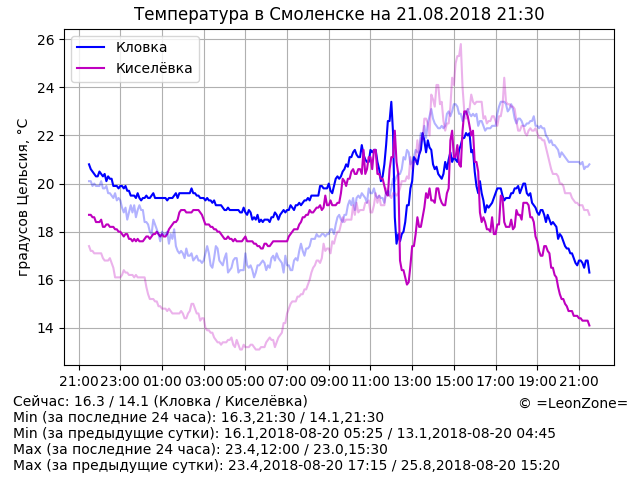 Температура в Смоленске на 21.08.2018 21:30
26
24
22
20
18
16
14
градусов Цельсия, °C
Кловка
Киселёвка
21:00 23:00 01:00 03:00 05:00 07:00 09:00 11:00 13:00 15:00 17:00 19:00 21:00
Сейчас: 16.3 / 14.1 (Кловка / Киселёвка)
© =LeonZone=
Min (за последние 24 часа): 16.3,21:30 / 14.1,21:30
Min (за предыдущие сутки): 16.1,2018-08-20 05:25 / 13.1,2018-08-20 04:45
Max (за последние 24 часа): 23.4,12:00 / 23.0,15:30
Max (за предыдущие сутки): 23.4,2018-08-20 17:15 / 25.8,2018-08-20 15:20